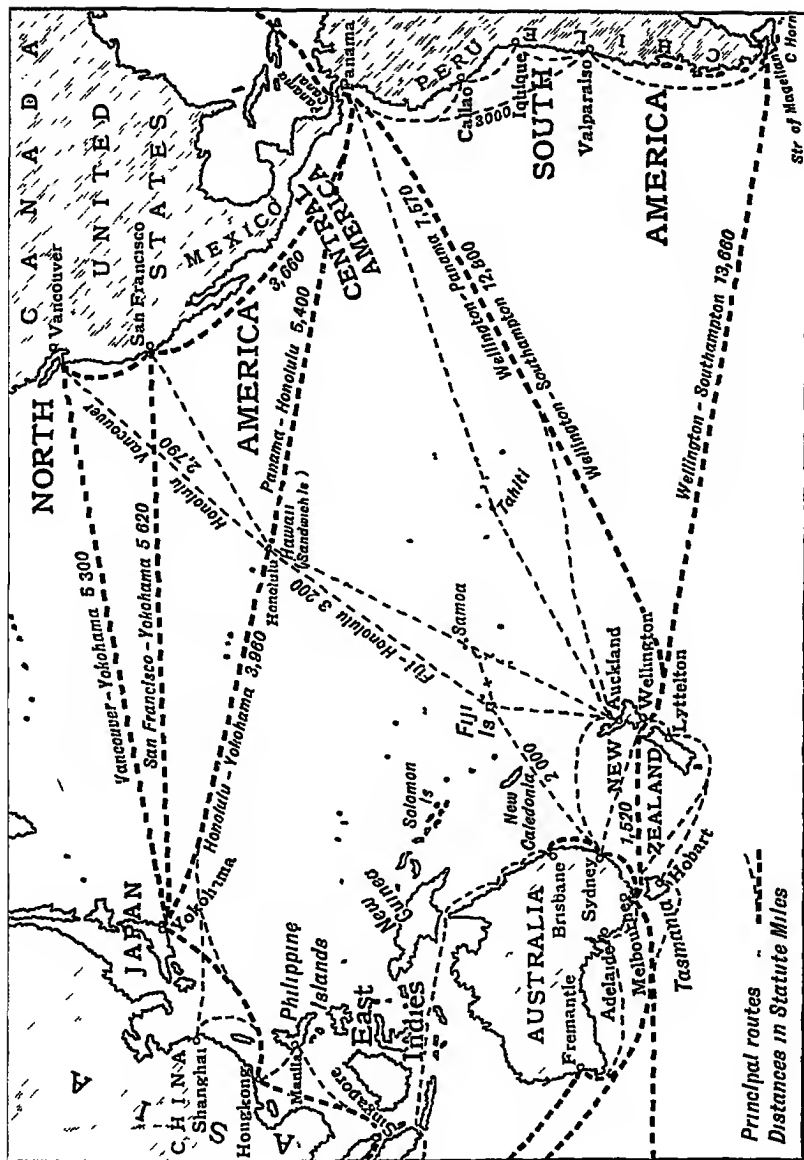 CANADA
Vancouver
UNITED
STATES
San Francisco
NORTH
AMERICA
MEXICO
CENTRAL
AMERICA
3,660
Panama
Canal
Panama
PERU
Callao
3000
Iquique
SOUTH
AMERICA
CHILE
Valparaiso
Str of Magellan
C Horn
Vancouver-Yokohama 5 300
San Francisco-Yokohama 5 620
Honolulu-Yokohama 3,960
Honolulu Vancouver
2,790
Panama-Honolulu 5,400
Honolulu
Hawaii
(Sandwich Is )
Fiji-Honolulu 3 200
Samoa
Tahiti
Fiji
Is
Wellington-Panama 7,570
Wellington Southampton 12,800
Wellington-Southampton 13,660
ASIA
CHINA
JAPAN
Yokohama
Shanghai
Hongkong
Manila
Philippine
Islands
Singapore
East
Indies
New
Guinea
Solomon
Is
New
Caledonia
2,000
AUSTRALIA
Brisbane
Sydney
Fremantle
Adelaide
Melbourne
Tasmania
Hobart
1,520
NEW
ZEALAND
Auckland
Wellington
Lyttelton
Principal routes
Distances in Statute Miles